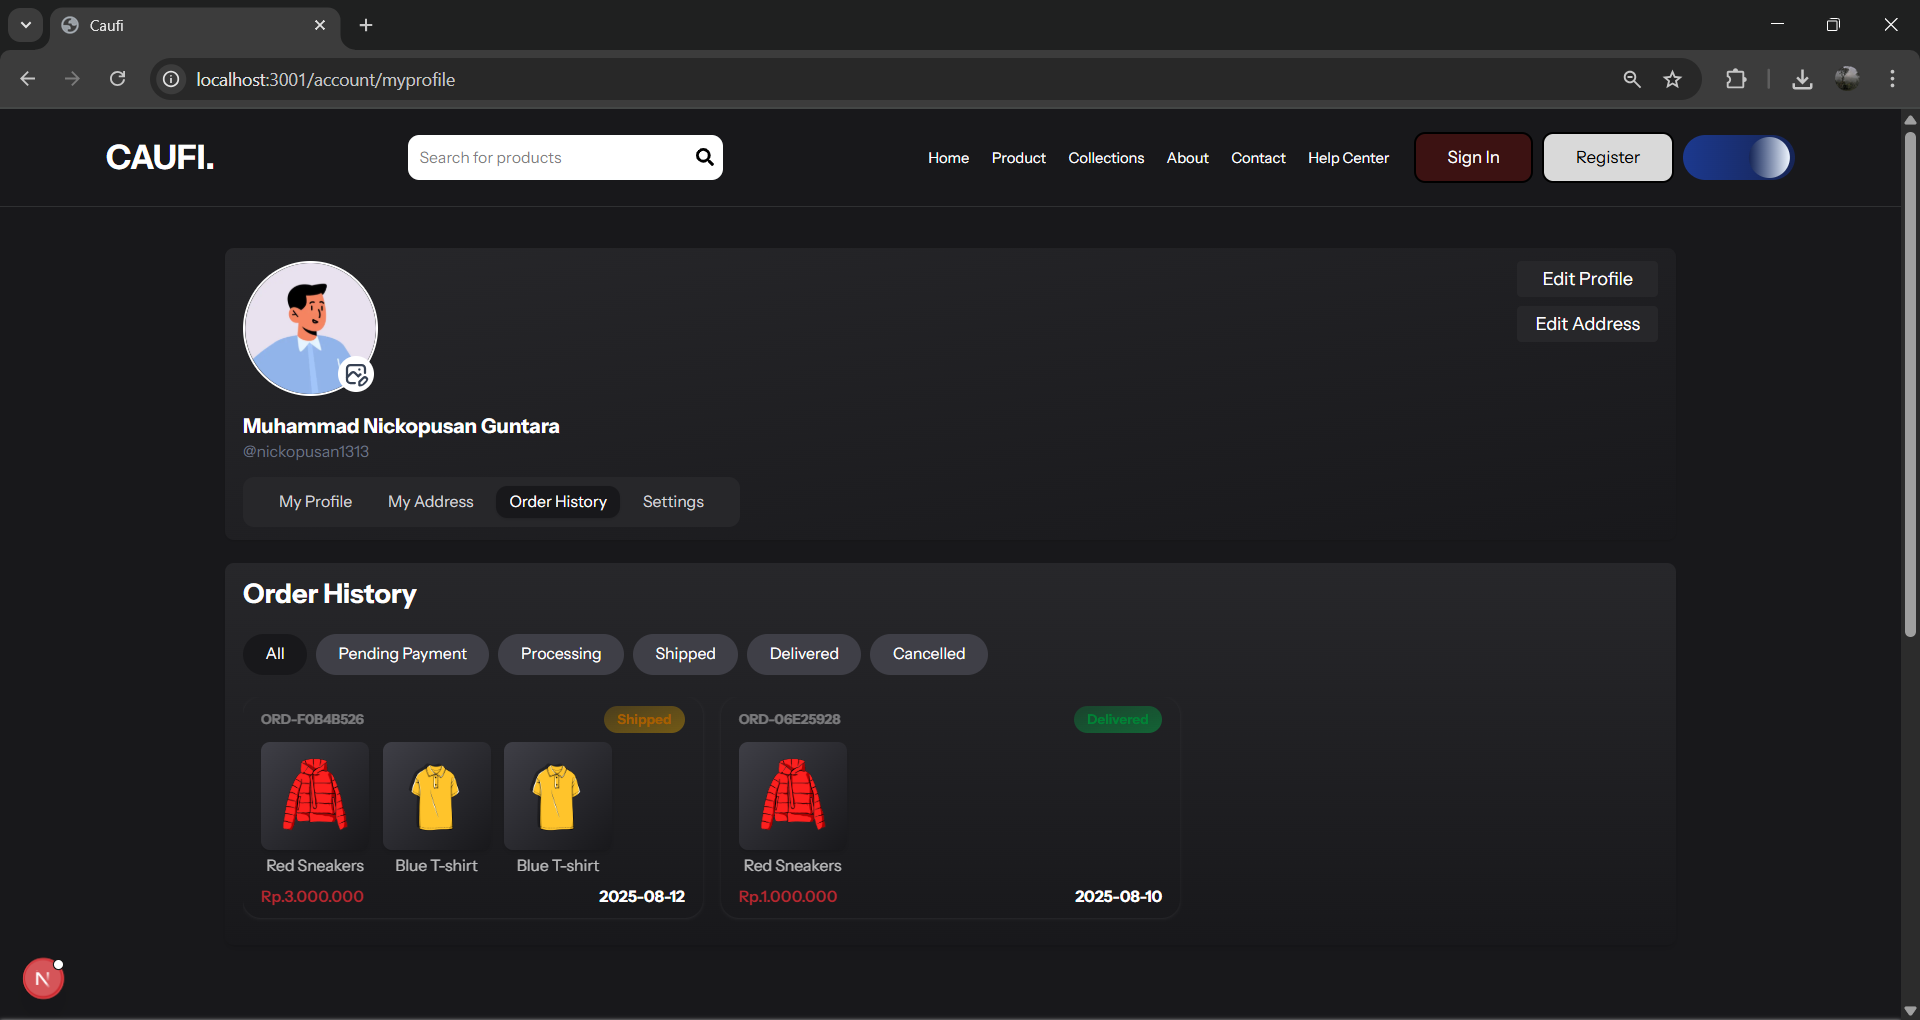 Caufi
localhost:3001/account/myprofile
CAUFI.
Search for products
Home Product Collections About Contact Help Center Sign In Register
Edit Profile
Edit Address
Muhammad Nickopusan Guntara
@nickopusan1313
My Profile My Address Order History Settings
Order History
All Pending Payment Processing Shipped Delivered Cancelled
ORD-F0B4B526 Shipped
Red Sneakers Blue T-shirt Blue T-shirt
Rp.3.000.000 2025-08-12
ORD-06E25928 Delivered
Red Sneakers
Rp.1.000.000 2025-08-10
N